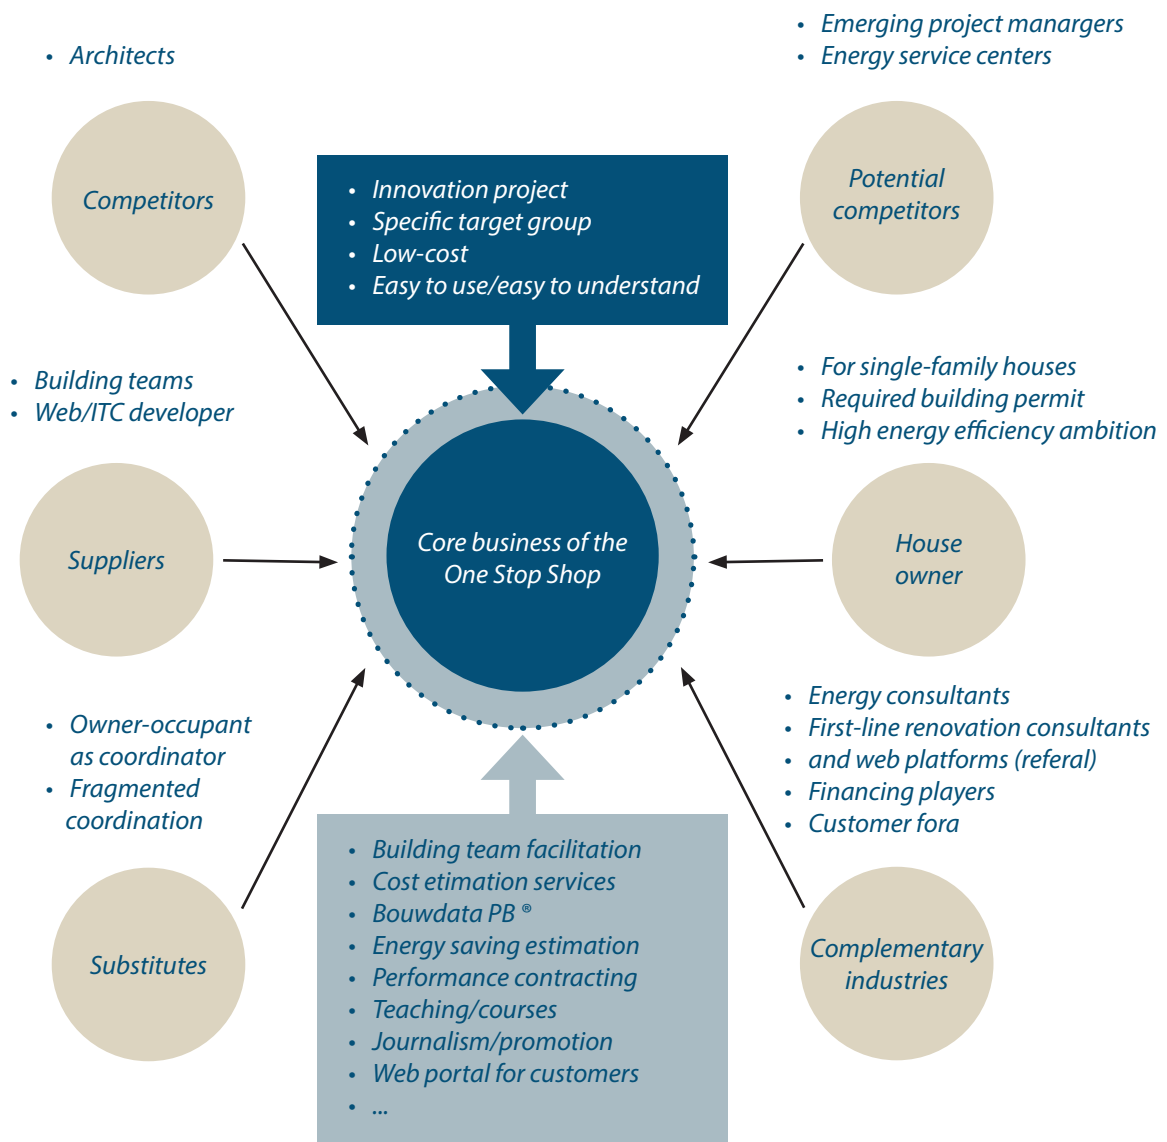 • Architects
Competitors
• Innovation project
• Specific target group
• Low-cost
• Easy to use/easy to understand
• Emerging project manargers
• Energy service centers
Potential
competitors
• Building teams
• Web/ITC developer
Suppliers
Core business of the
One Stop Shop
• For single-family houses
• Required building permit
• High energy efficiency ambition
House
owner
• Owner-occupant
as coordinator
• Fragmented
coordination
Substitutes
• Building team facilitation
• Cost etimation services
• Bouwdata PB ®
• Energy saving estimation
• Performance contracting
• Teaching/courses
• Journalism/promotion
• Web portal for customers
• ...
• Energy consultants
• First-line renovation consultants
• and web platforms (referal)
• Financing players
• Customer fora
Complementary
industries